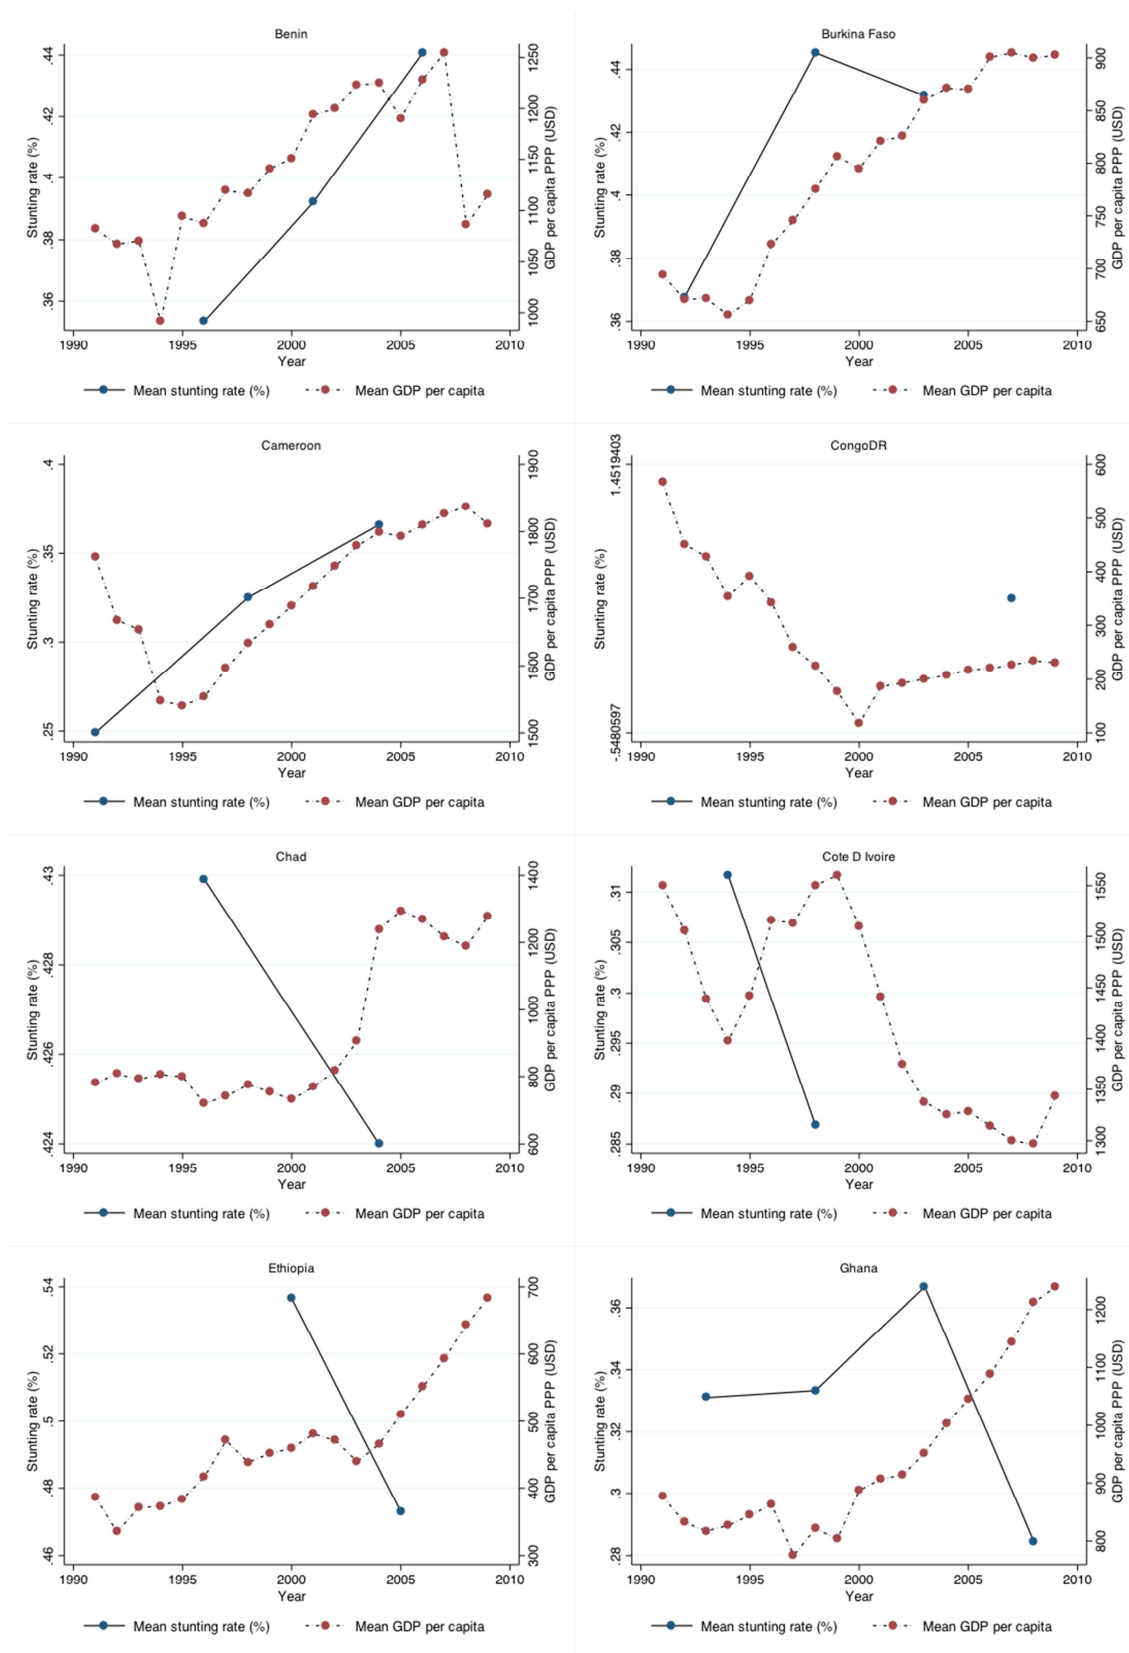 Benin
Stunting rate (%)
.36 .38 .4 .42 .44
GDP per capita PPP (USD)
1000 1050 1100 1150 1200 1250
1990 1995 2000 2005 2010
Year
Mean stunting rate (%) Mean GDP per capita
Burkina Faso
Stunting rate (%)
.36 .38 .4 .42 .44
GDP per capita PPP (USD)
650 700 750 800 850 900
1990 1995 2000 2005 2010
Year
Mean stunting rate (%) Mean GDP per capita
Cameroon
Stunting rate (%)
.25 .3 .35 .4
GDP per capita PPP (USD)
1500 1600 1700 1800 1900
1990 1995 2000 2005 2010
Year
Mean stunting rate (%) Mean GDP per capita
CongoDR
Stunting rate (%)
-.5480597 1.4519403
GDP per capita PPP (USD)
100 200 300 400 500 600
1990 1995 2000 2005 2010
Year
Mean stunting rate (%) Mean GDP per capita
Chad
Stunting rate (%)
.424 .426 .428 .43
GDP per capita PPP (USD)
600 800 1000 1200 1400
1990 1995 2000 2005 2010
Year
Mean stunting rate (%) Mean GDP per capita
Cote D Ivoire
Stunting rate (%)
.285 .29 .295 .3 .305 .31
GDP per capita PPP (USD)
1300 1350 1400 1450 1500 1550
1990 1995 2000 2005 2010
Year
Mean stunting rate (%) Mean GDP per capita
Ethiopia
Stunting rate (%)
.46 .48 .5 .52 .54
GDP per capita PPP (USD)
300 400 500 600 700
1990 1995 2000 2005 2010
Year
Mean stunting rate (%) Mean GDP per capita
Ghana
Stunting rate (%)
.28 .3 .32 .34 .36
GDP per capita PPP (USD)
800 900 1000 1100 1200
1990 1995 2000 2005 2010
Year
Mean stunting rate (%) Mean GDP per capita